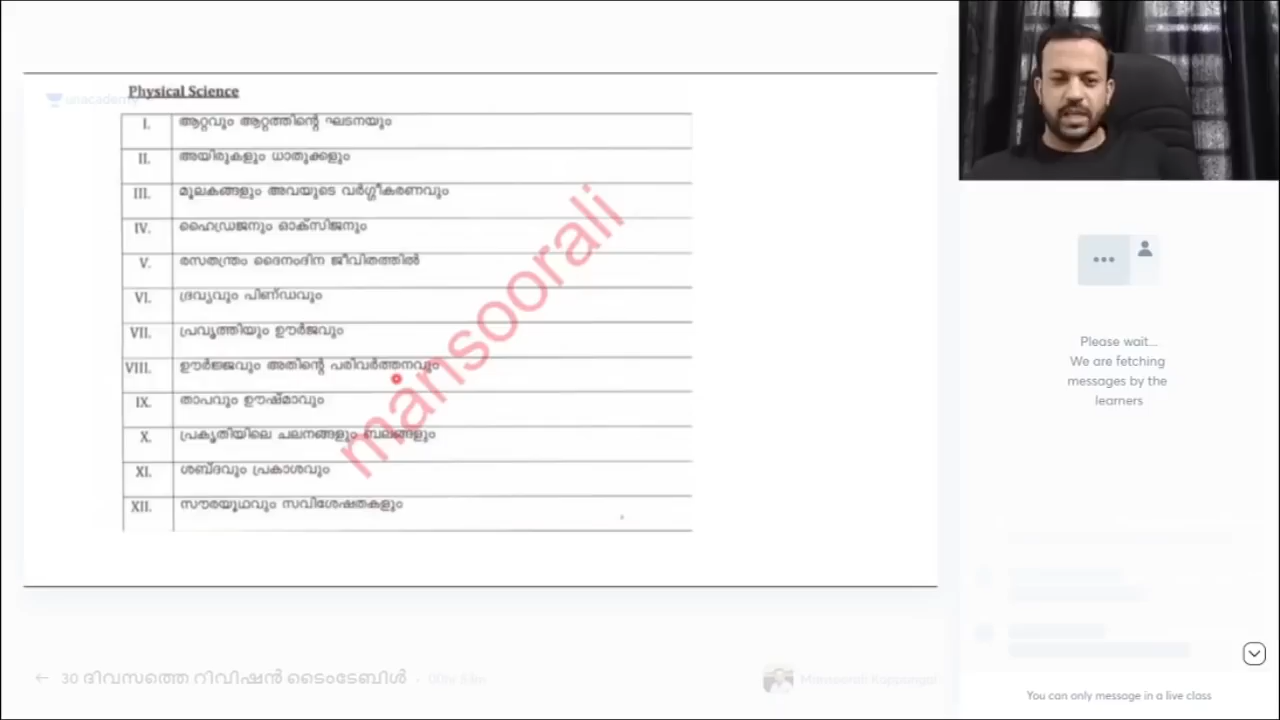 unacademy
Physical Science
I. ആറ്റവും ആറ്റത്തിന്റെ ഘടനയും
II. അയിരുകളും ധാതുക്കളും
III. മൂലകങ്ങളും അവയുടെ വർഗ്ഗീകരണവും
IV. ഹൈഡ്രജനും ഓക്സിജനും
V. രസതന്ത്രം ദൈനംദിന ജീവിതത്തിൽ
VI. ദ്രവ്യവും പിണ്ഡവും
VII. പ്രവൃത്തിയും ഊർജവും
VIII. ഊർജ്ജവും അതിന്റെ പരിവർത്തനവും
IX. താപവും ഊഷ്മാവും
X. പ്രകൃതിയിലെ ചലനങ്ങളും ബലങ്ങളും
XI. ശബ്ദവും പ്രകാശവും
XII. സൗരയൂഥവും സവിശേഷതകളും
mansoorali
Please wait...
We are fetching
messages by the
learners
30 ദിവസത്തെ റിവിഷൻ ടൈംടേബിൾ
You can only message in a live class